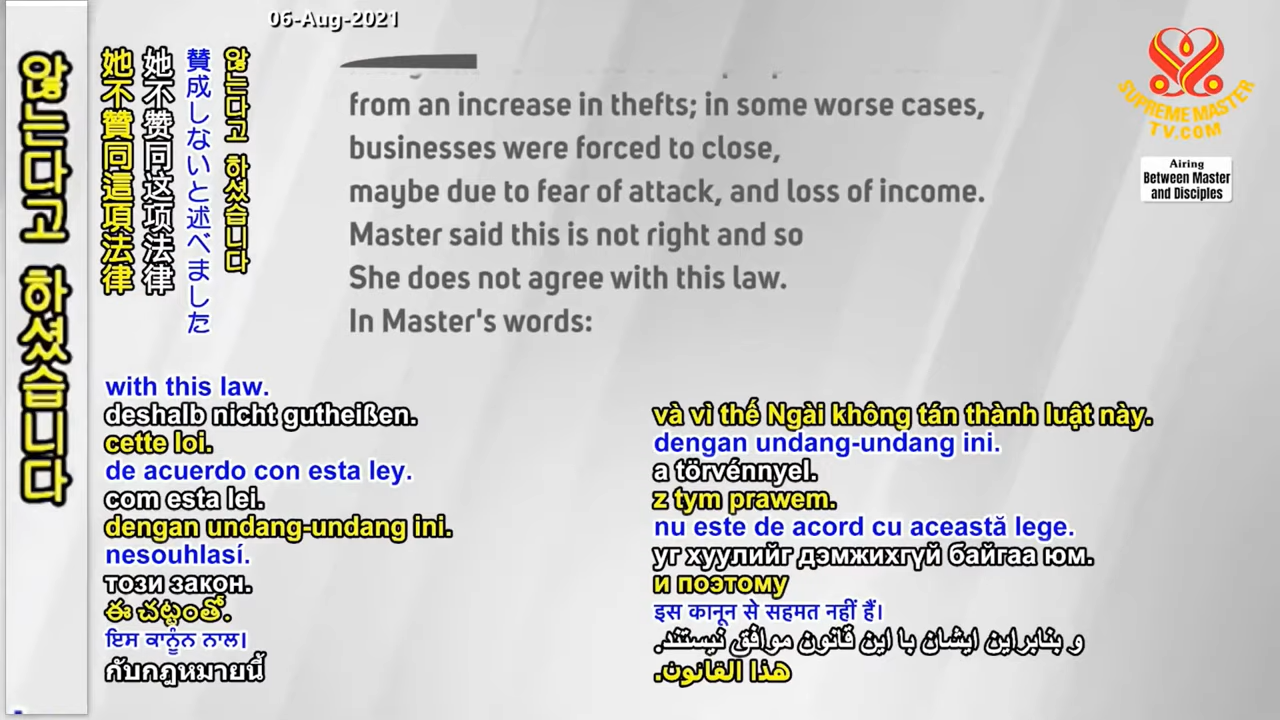 06-Aug-2021
않는다고 하셨습니다
她不贊同這項法律
她不赞同这项法律
賛成しないと述べました
않는다고 하셨습니다
from an increase in thefts; in some worse cases,
businesses were forced to close,
maybe due to fear of attack, and loss of income.
Master said this is not right and so
She does not agree with this law.
In Master's words:
SUPREME MASTER
TV.COM
Airing
Between Master
and Disciples
with this law.
deshalb nicht gutheißen.
cette loi.
de acuerdo con esta ley.
com esta lei.
dengan undang-undang ini.
nesouhlasí.
този закон.
ఈ చట్టంతో.
ਇਸ ਕਾਨੂੰਨ ਨਾਲ।
กับกฎหมายนี้
và vì thế Ngài không tán thành luật này.
dengan undang-undang ini.
a törvénnyel.
z tym prawem.
nu este de acord cu această lege.
уг хуулийг дэмжихгүй байгаа юм.
и поэтому
इस कानून से सहमत नहीं हैं।
و بنابراین ایشان با این قانون موافق نیستند.
هذا القانون.